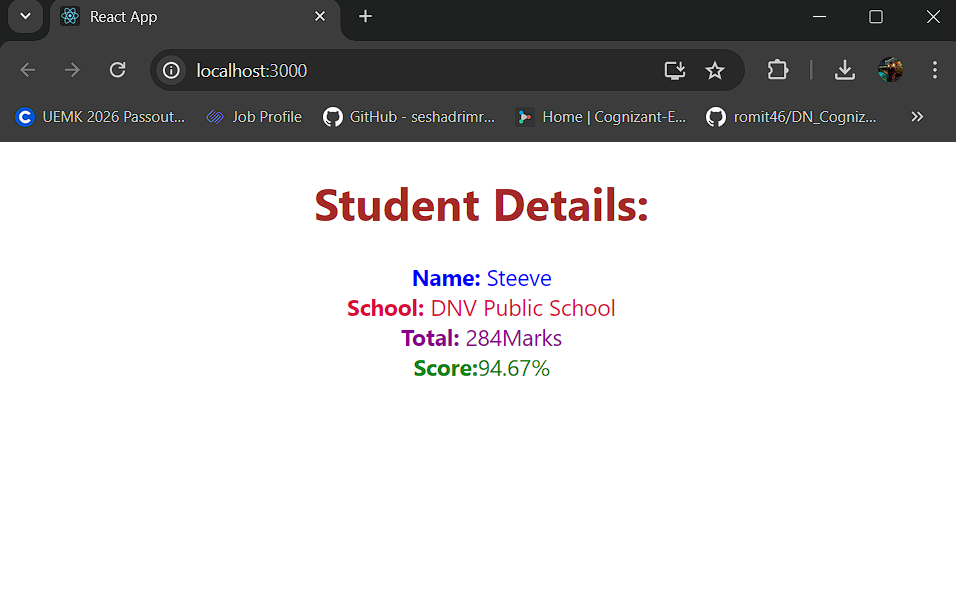 React App
localhost:3000
UEMK 2026 Passout... Job Profile GitHub - seshadrimr... Home | Cognizant-E... romit46/DN_Cogniz...
Student Details:
Name: Steeve
School: DNV Public School
Total: 284Marks
Score:94.67%